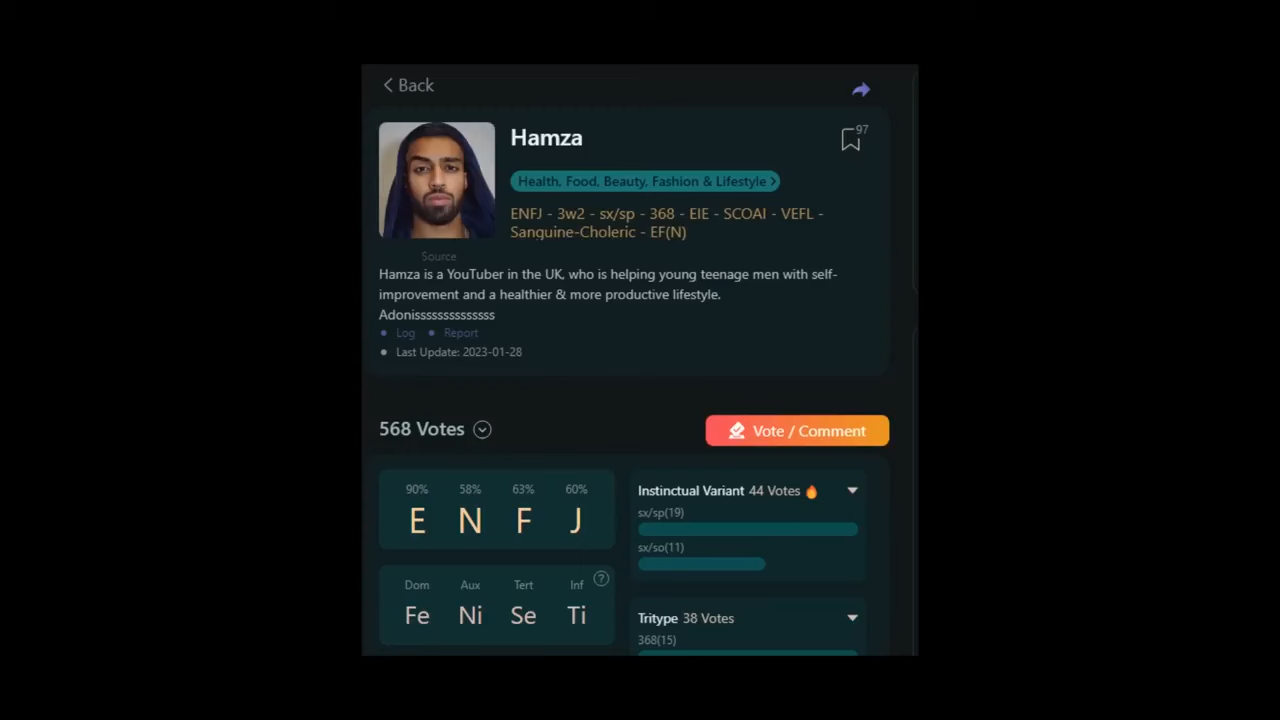 Back
Hamza
97
Health, Food, Beauty, Fashion & Lifestyle
ENFJ - 3w2 - sx/sp - 368 - EIE - SCOAI - VEFL -
Sanguine-Choleric - EF(N)
Source
Hamza is a YouTuber in the UK, who is helping young teenage men with self-
improvement and a healthier & more productive lifestyle.
Adonisssssssssssss
Log Report
Last Update: 2023-01-28
568 Votes
Vote / Comment
90% 58% 63% 60%
E N F J
Dom Aux Tert Inf ?
Fe Ni Se Ti
Instinctual Variant 44 Votes 🔥
sx/sp(19)
sx/so(11)
Tritype 38 Votes
368(15)